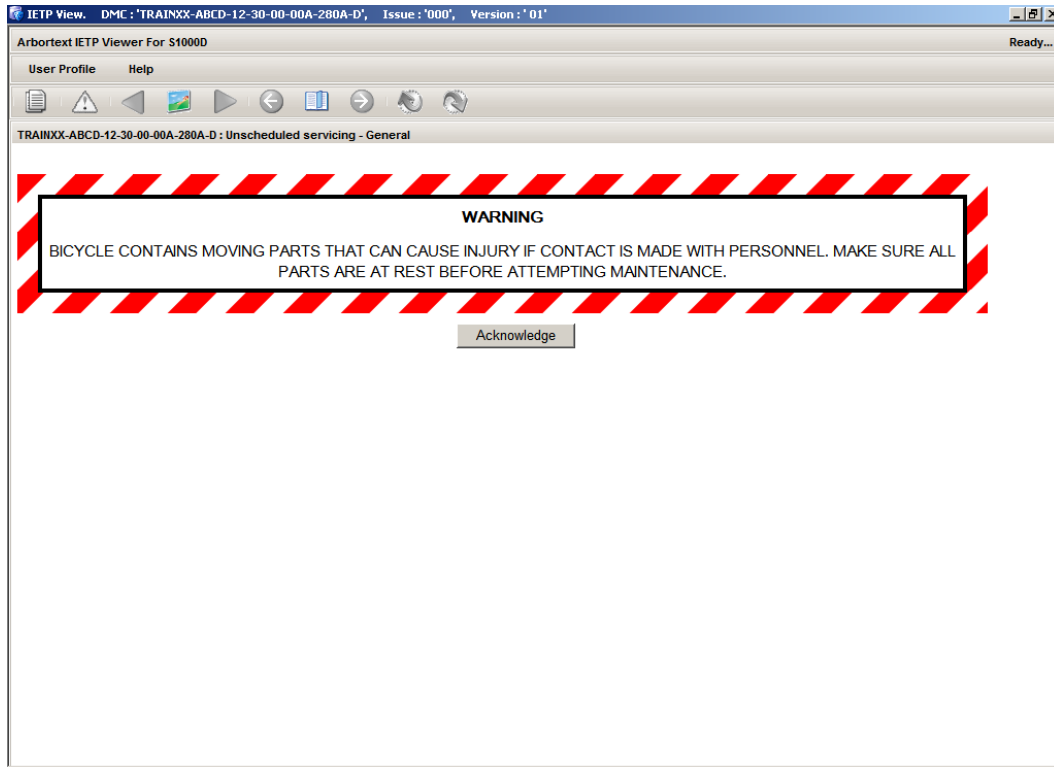 IETP View. DMC : 'TRAINXX-ABCD-12-30-00-00A-280A-D', Issue : '000', Version : ' 01'
Arbortext IETP Viewer For S1000D Ready...
User Profile Help
TRAINXX-ABCD-12-30-00-00A-280A-D : Unscheduled servicing - General
WARNING
BICYCLE CONTAINS MOVING PARTS THAT CAN CAUSE INJURY IF CONTACT IS MADE WITH PERSONNEL. MAKE SURE ALL
PARTS ARE AT REST BEFORE ATTEMPTING MAINTENANCE.
Acknowledge